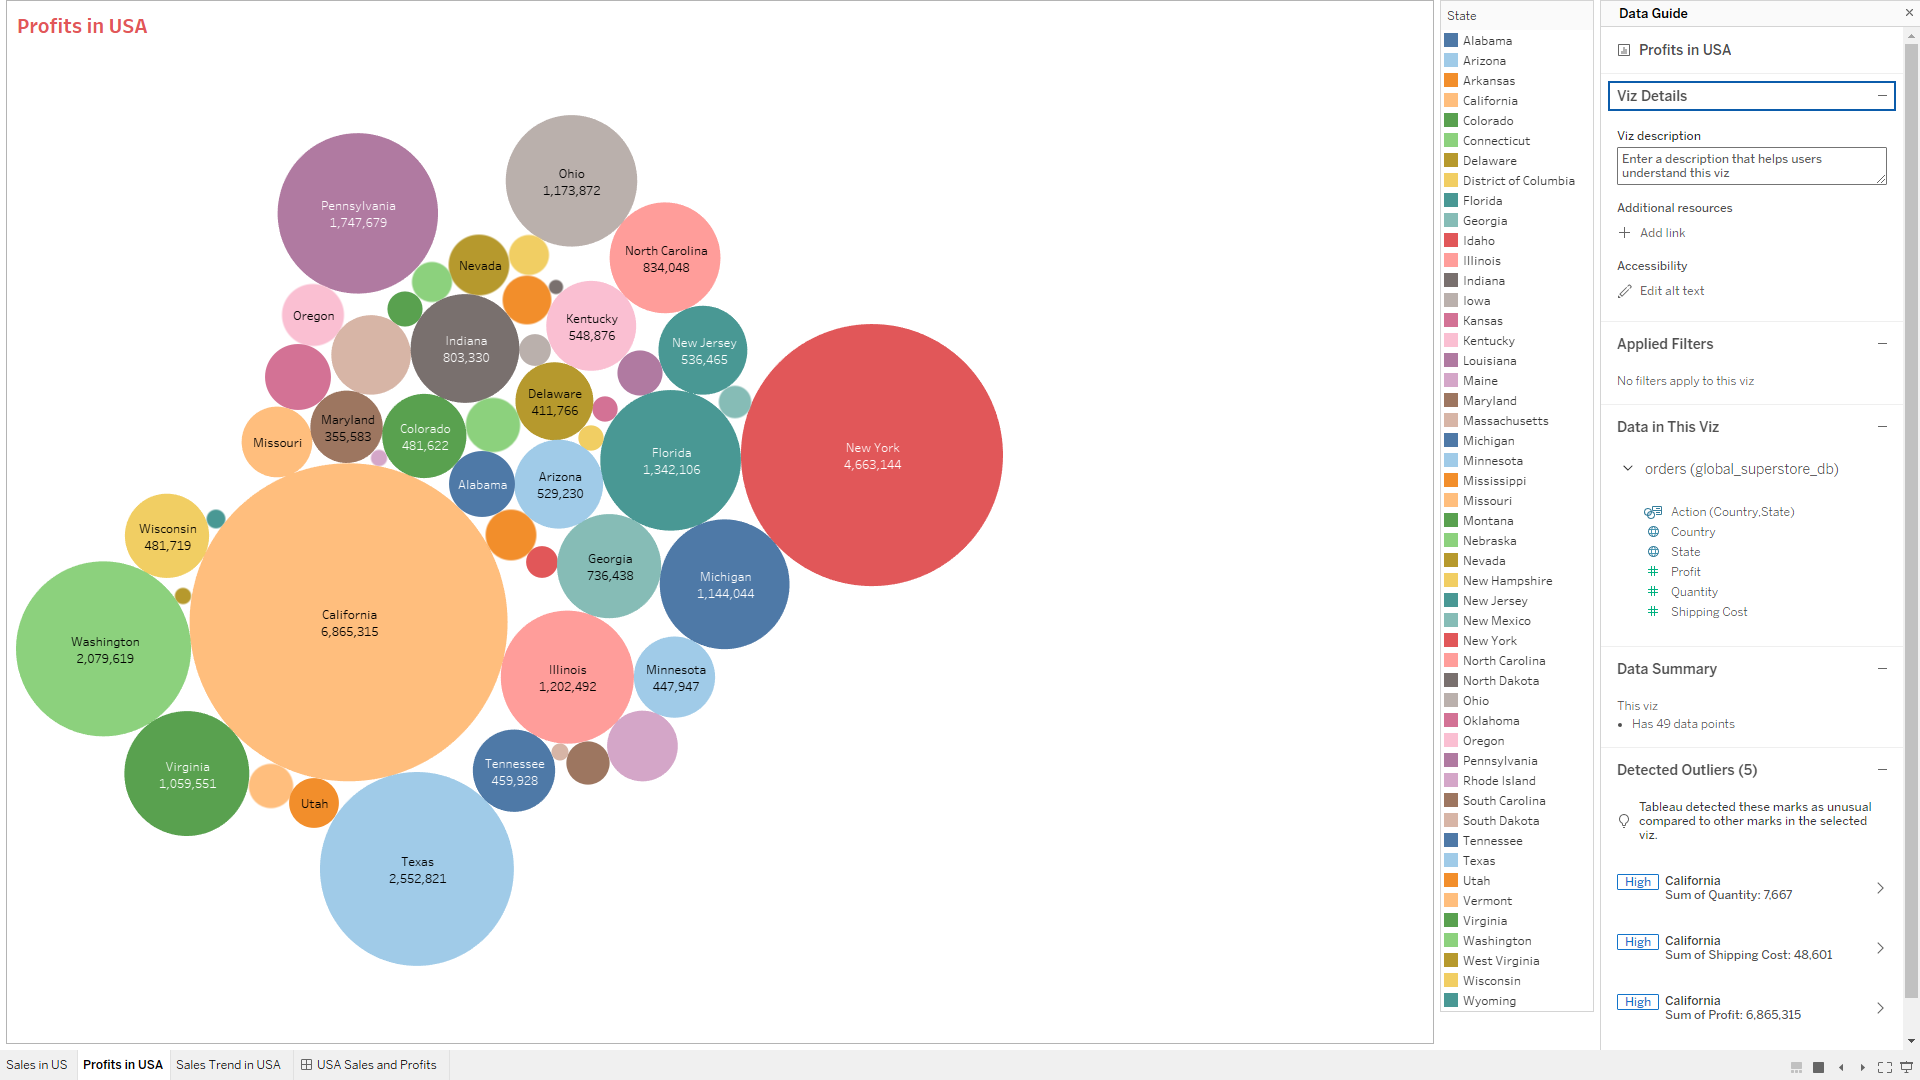 Profits in USA
Ohio
1,173,872
Pennsylvania
1,747,679
North Carolina
834,048
Nevada
Oregon
Kentucky
548,876
Indiana
803,330
New Jersey
536,465
Delaware
411,766
Maryland
355,583
Colorado
481,622
Missouri
Florida
1,342,106
New York
4,663,144
Alabama
Arizona
529,230
Wisconsin
481,719
Georgia
736,438
Michigan
1,144,044
California
6,865,315
Washington
2,079,619
Illinois
1,202,492
Minnesota
447,947
Virginia
1,059,551
Tennessee
459,928
Utah
Texas
2,552,821
State
Alabama
Arizona
Arkansas
California
Colorado
Connecticut
Delaware
District of Columbia
Florida
Georgia
Idaho
Illinois
Indiana
Iowa
Kansas
Kentucky
Louisiana
Maine
Maryland
Massachusetts
Michigan
Minnesota
Mississippi
Missouri
Montana
Nebraska
Nevada
New Hampshire
New Jersey
New Mexico
New York
North Carolina
North Dakota
Ohio
Oklahoma
Oregon
Pennsylvania
Rhode Island
South Carolina
South Dakota
Tennessee
Texas
Utah
Vermont
Virginia
Washington
West Virginia
Wisconsin
Wyoming
Data Guide
Profits in USA
Viz Details
Viz description
Enter a description that helps users
understand this viz
Additional resources
Add link
Accessibility
Edit alt text
Applied Filters
No filters apply to this viz
Data in This Viz
orders (global_superstore_db)
Action (Country,State)
Country
State
Profit
Quantity
Shipping Cost
Data Summary
This viz
• Has 49 data points
Detected Outliers (5)
Tableau detected these marks as unusual
compared to other marks in the selected
viz.
High California
Sum of Quantity: 7,667
High California
Sum of Shipping Cost: 48,601
High California
Sum of Profit: 6,865,315
Sales in US Profits in USA Sales Trend in USA USA Sales and Profits